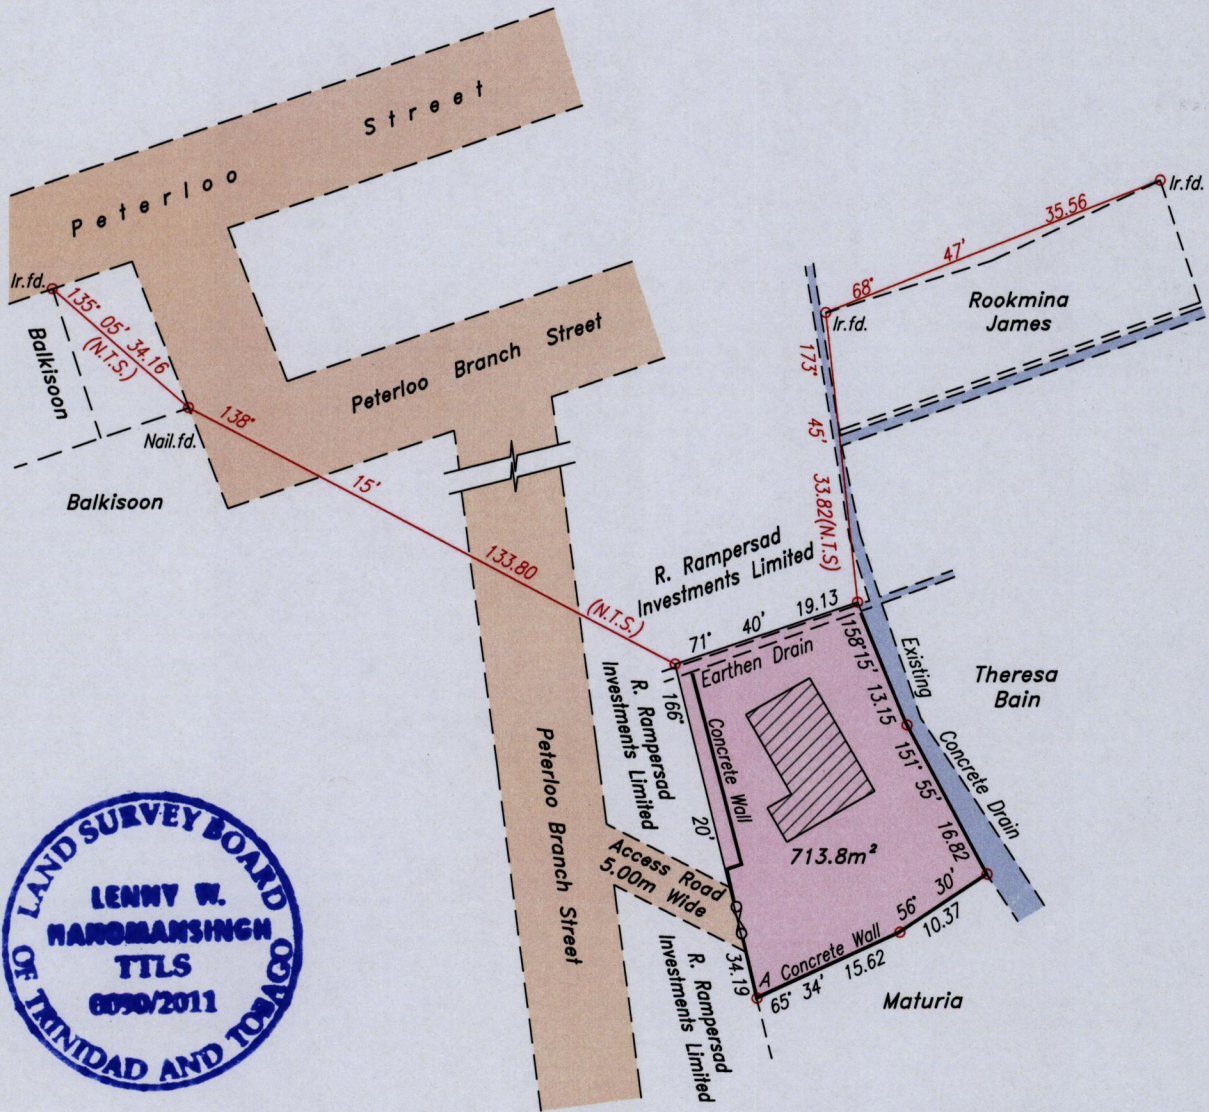 Peterloo Street
Ir.fd.
135° 05' 34.16
(N.T.S.)
Balkisoon
Nail.fd.
Balkisoon
138° 15' 133.80 (N.T.S.)
Peterloo Branch Street
Ir.fd.
68° 47' 35.56
Ir.fd.
Rookmina
James
173° 45' 33.82(N.T.S)
R. Rampersad
Investments Limited
71° 40' 19.13
Earthen Drain
158°15' 13.15
Existing Concrete Drain
Theresa
Bain
151° 55' 16.82
R. Rampersad
Investments Limited
166° 20' 34.19
Concrete Wall
713.8m²
Peterloo Branch Street
Access Road
5.00m Wide
R. Rampersad
Investments Limited
A Concrete Wall
56° 30' 10.37
65° 34' 15.62
Maturia
LAND SURVEY BOARD
OF TRINIDAD AND TOBAGO
LENNY W.
HANOMANSINGH
TTLS